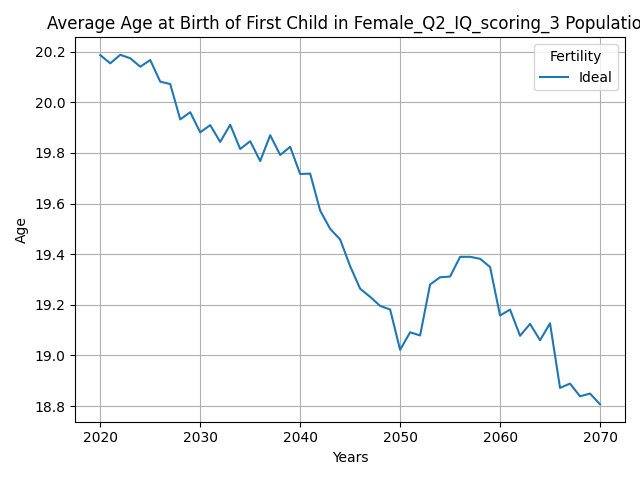 Average Age at Birth of First Child in Female_Q2_IQ_scoring_3 Populatio
Fertility
Ideal
20.2
20.0
19.8
19.6
19.4
19.2
19.0
18.8
Age
2020 2030 2040 2050 2060 2070
Years